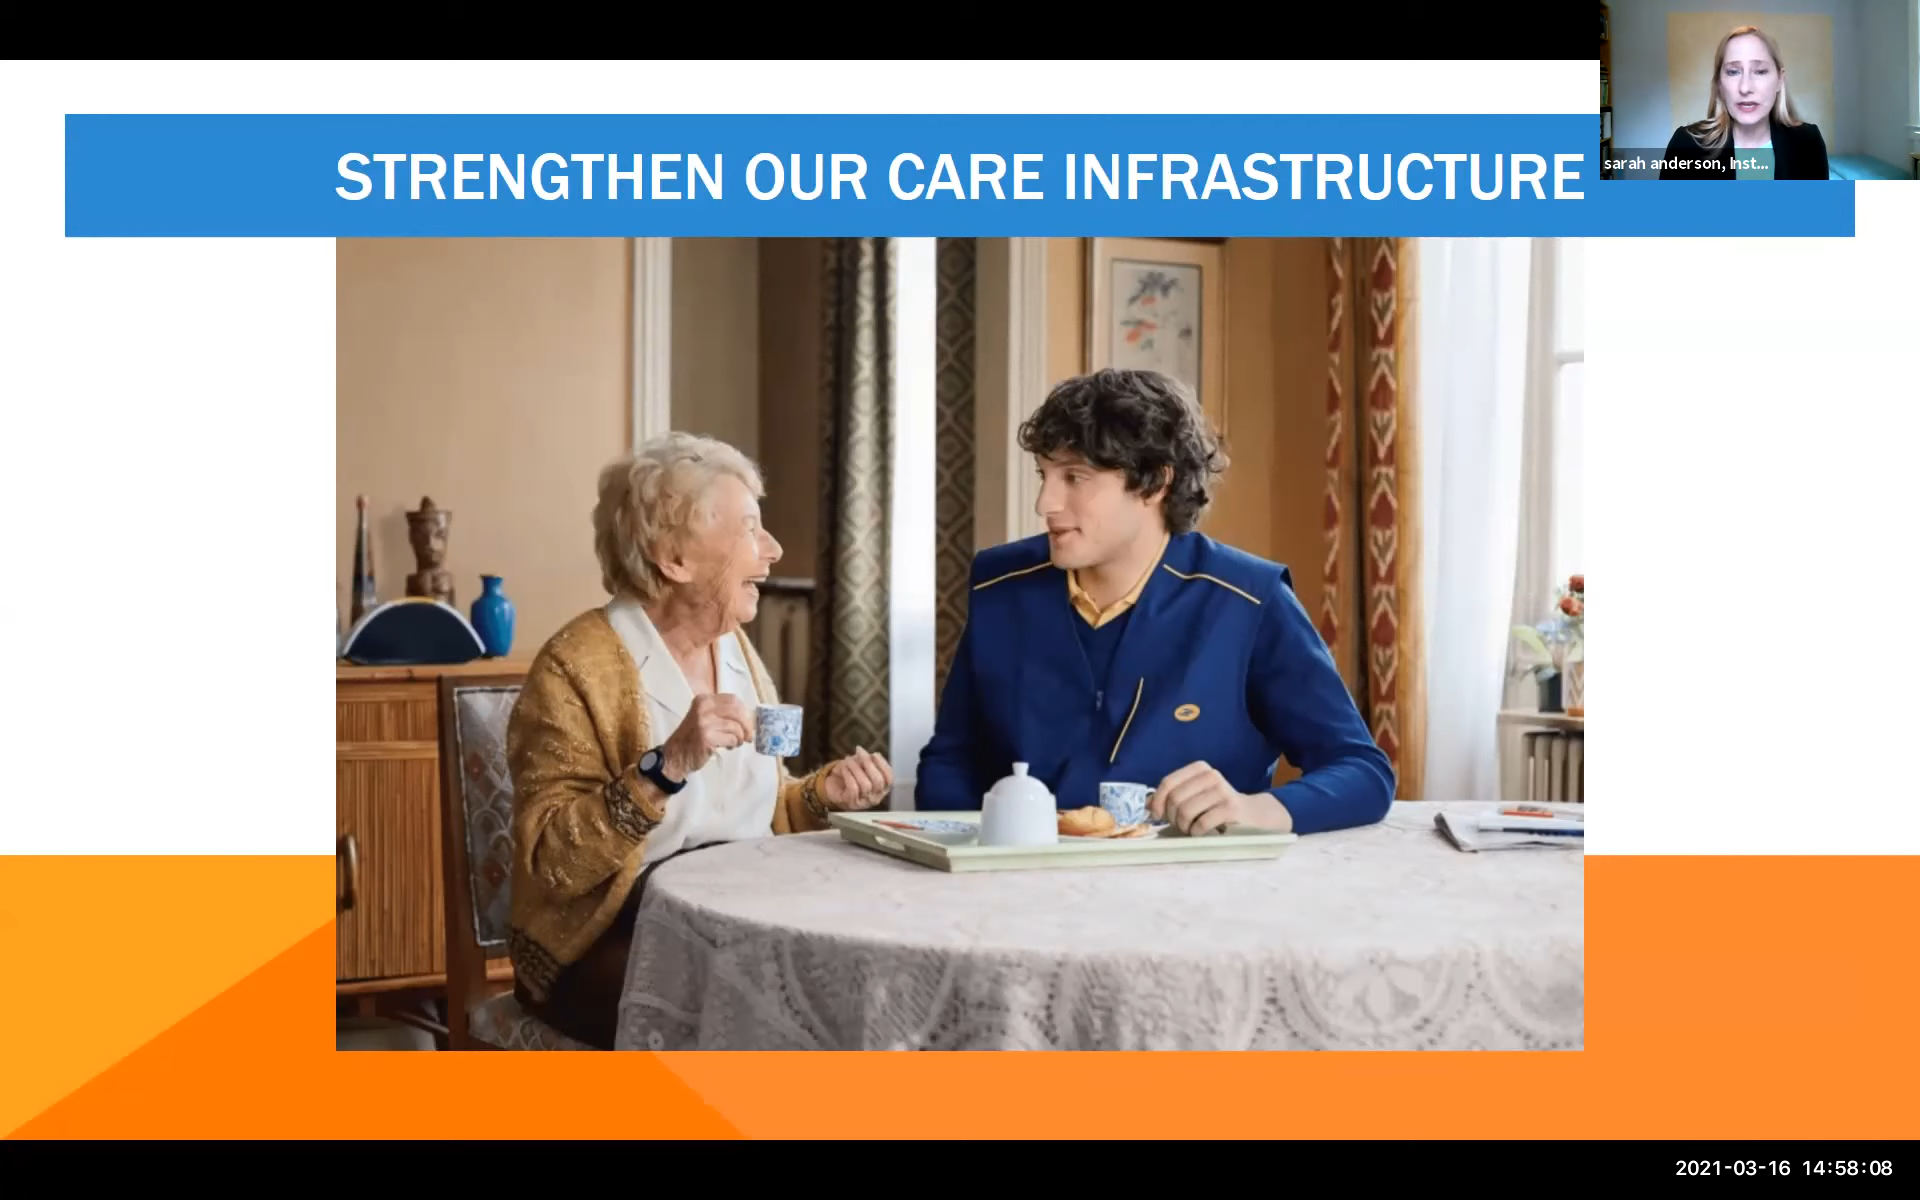 STRENGTHEN OUR CARE INFRASTRUCTURE
sarah anderson, Inst...
2021-03-16 14:58:08